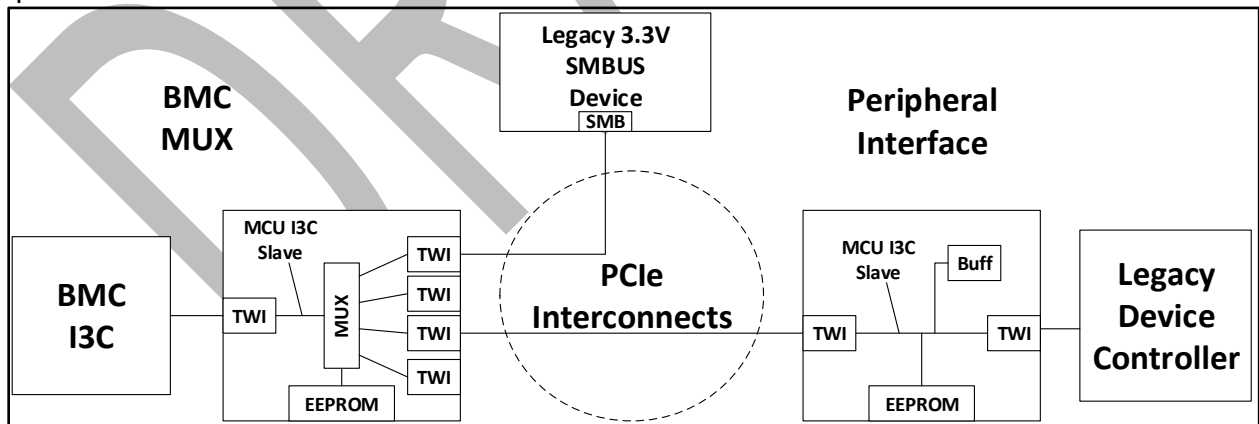 BMC
MUX
Legacy 3.3V
SMBUS
Device
SMB
Peripheral
Interface
BMC
I3C
MCU I3C
Slave
TWI
MUX
TWI
TWI
TWI
TWI
EEPROM
PCIe
Interconnects
MCU I3C
Slave
Buff
TWI
TWI
EEPROM
Legacy
Device
Controller